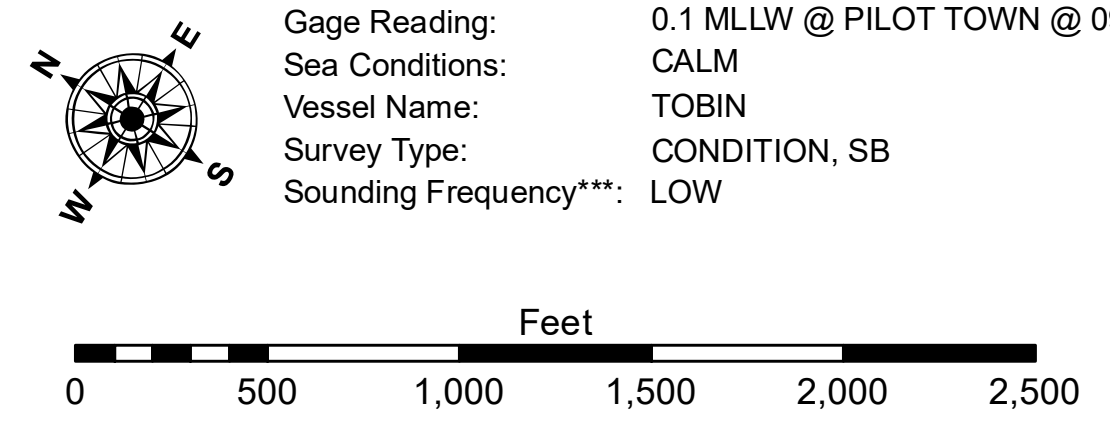 N
E
S
W
Gage Reading: 0.1 MLLW @ PILOT TOWN @ 09
Sea Conditions: CALM
Vessel Name: TOBIN
Survey Type: CONDITION, SB
Sounding Frequency***: LOW
Feet
0 500 1,000 1,500 2,000 2,500